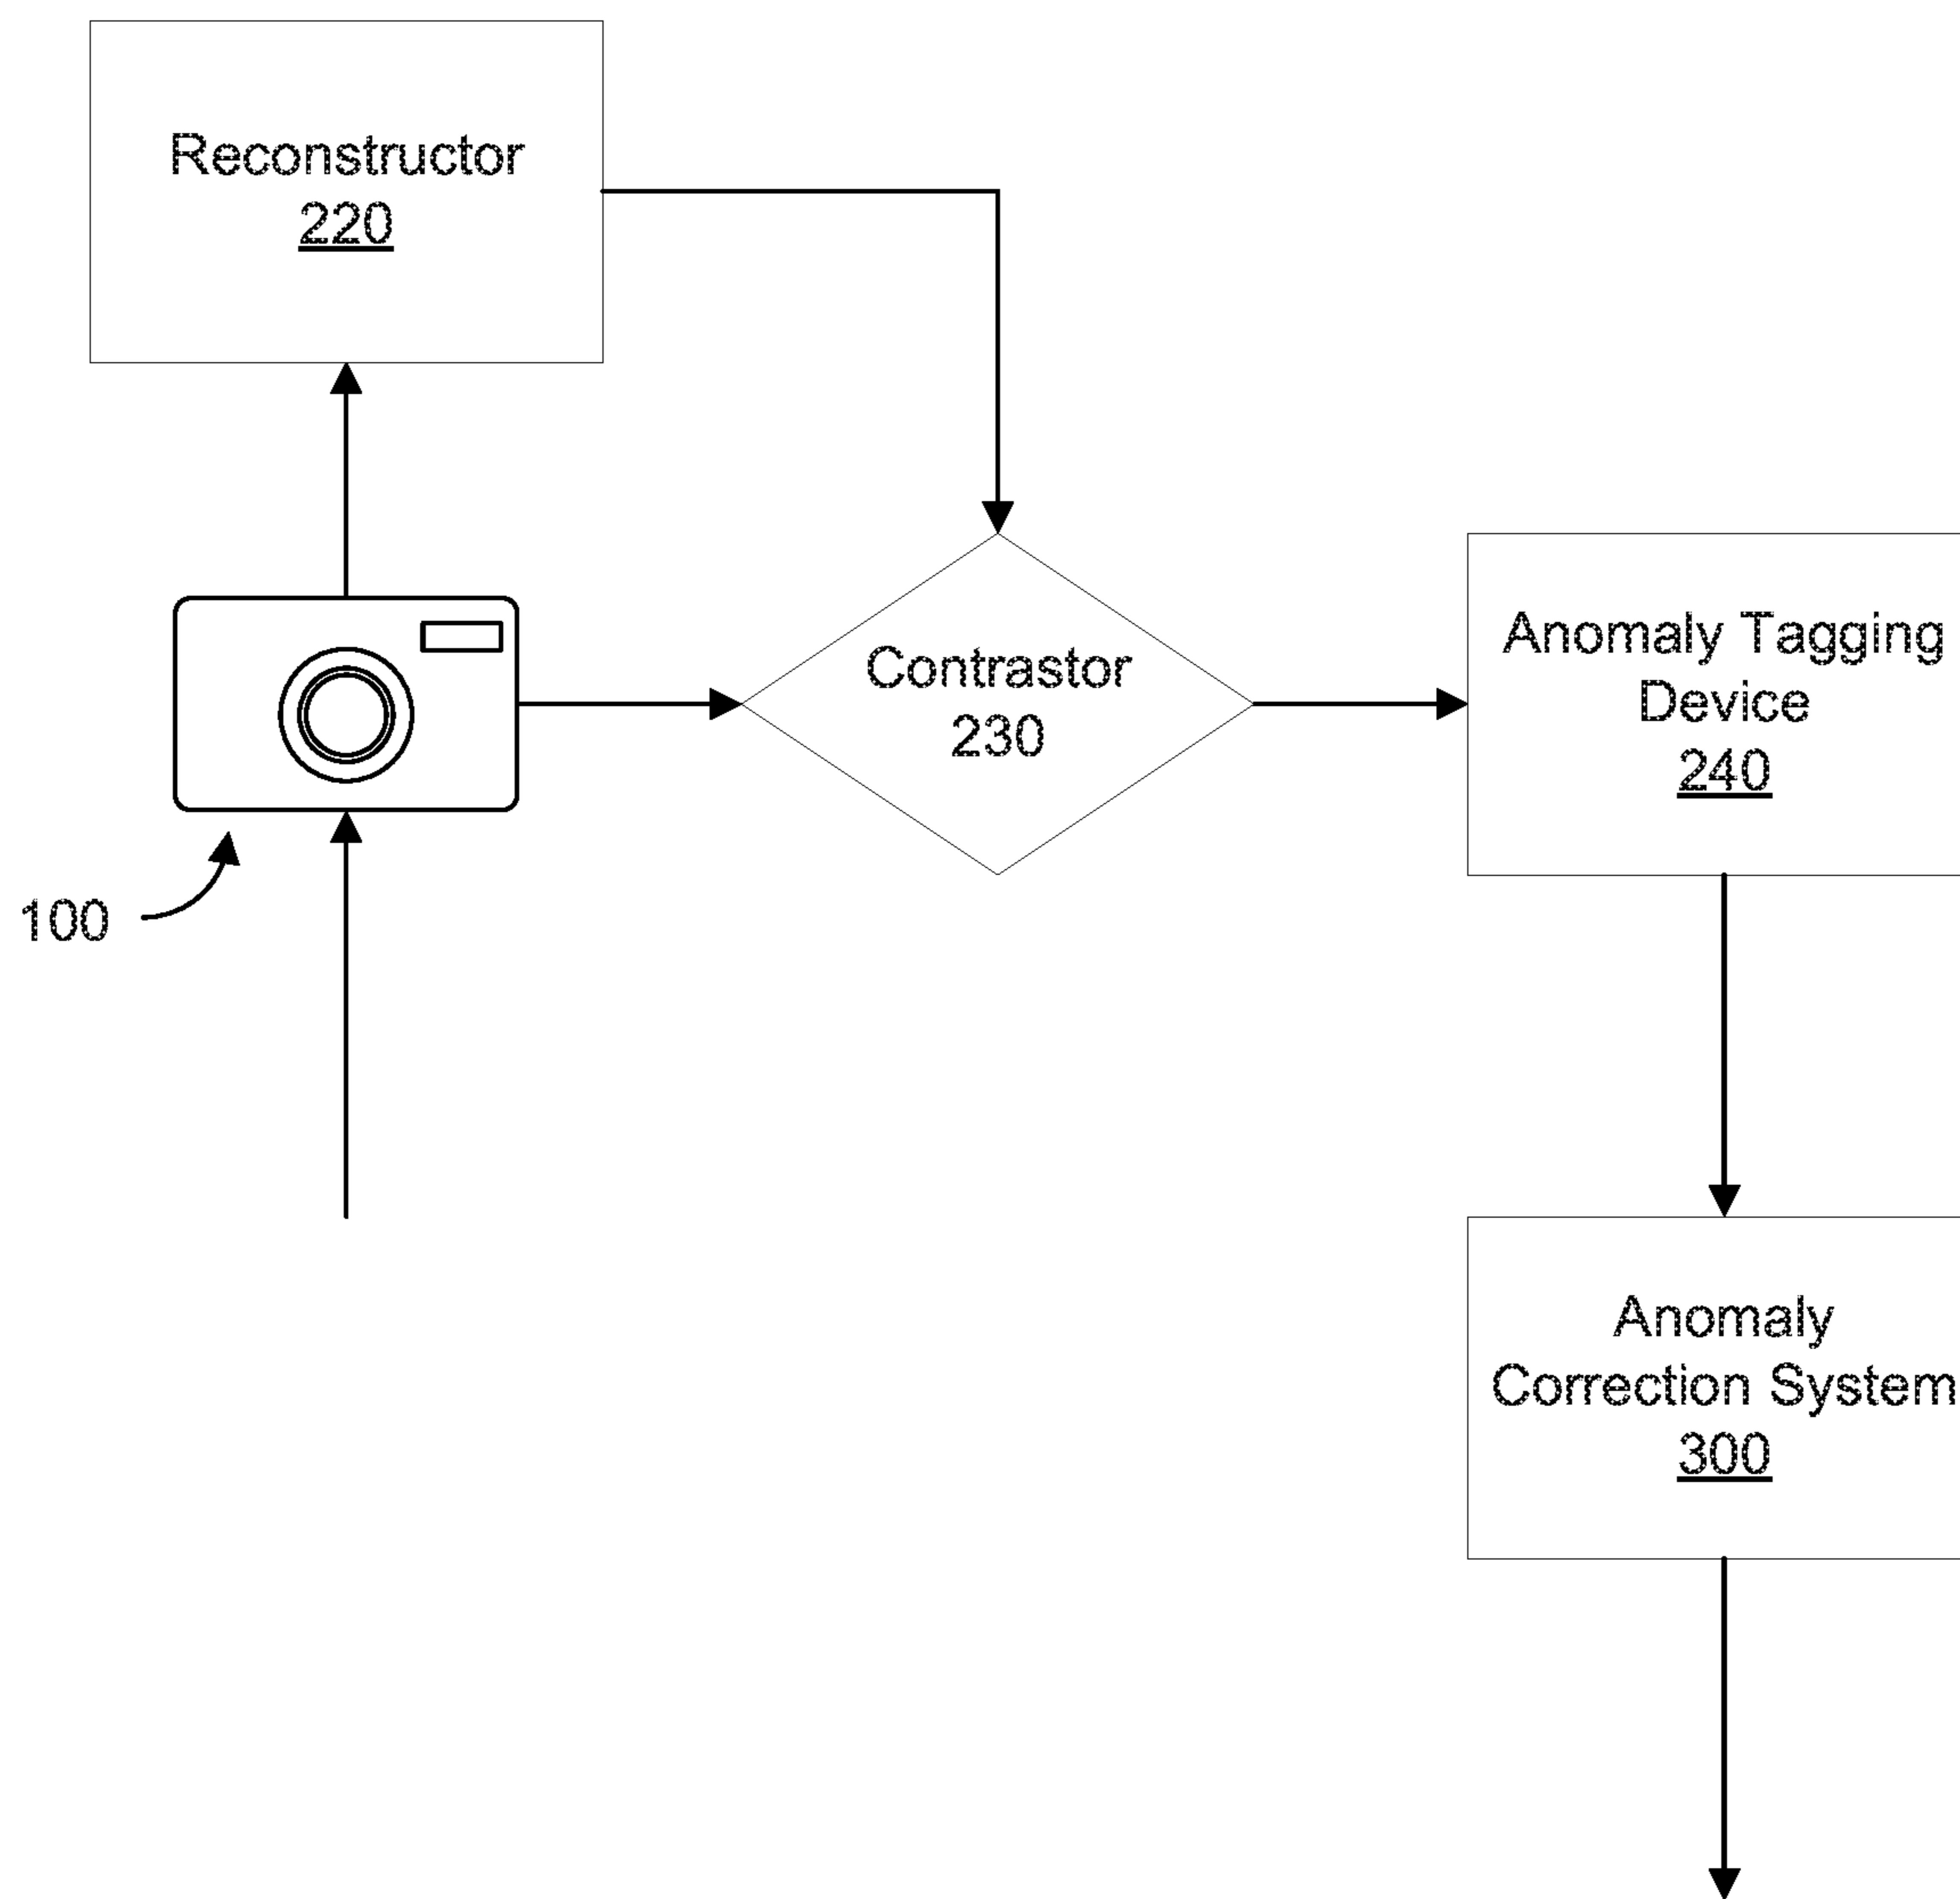 Reconstructor
220
Contrastor
230
Anomaly Tagging
Device
240
100
Anomaly
Correction System
300